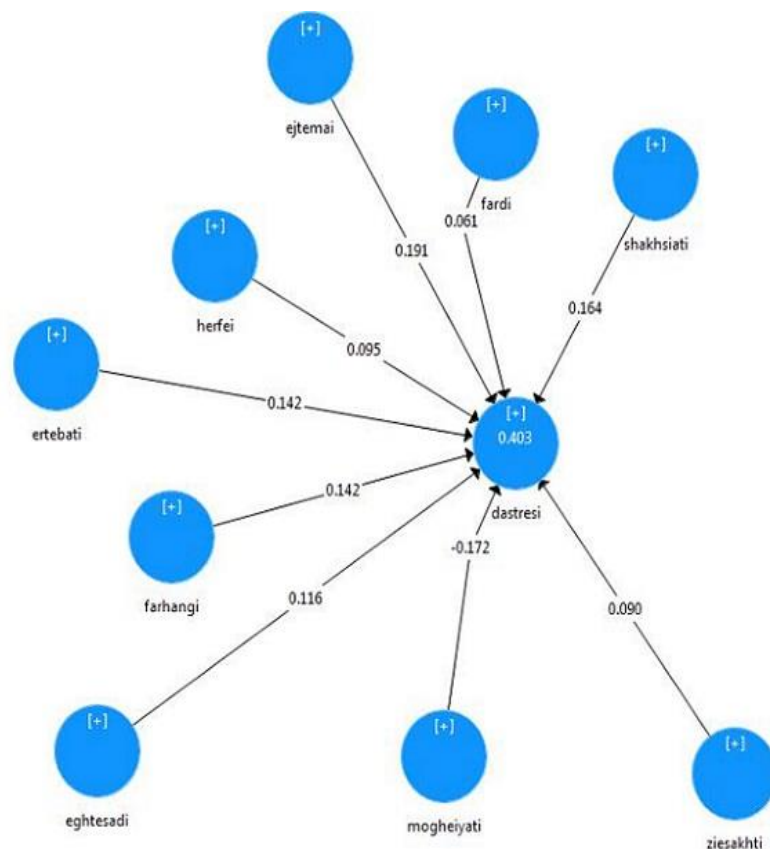 [+]
ejtemai
[+]
fardi
[+]
shakhsiati
0.191
0.061
0.164
[+]
herfei
0.095
[+]
ertebati
0.142
[+]
0.403
dastresi
[+]
farhangi
0.142
0.116
-0.172
0.090
[+]
eghtesadi
[+]
mogheiyati
[+]
ziesakhti